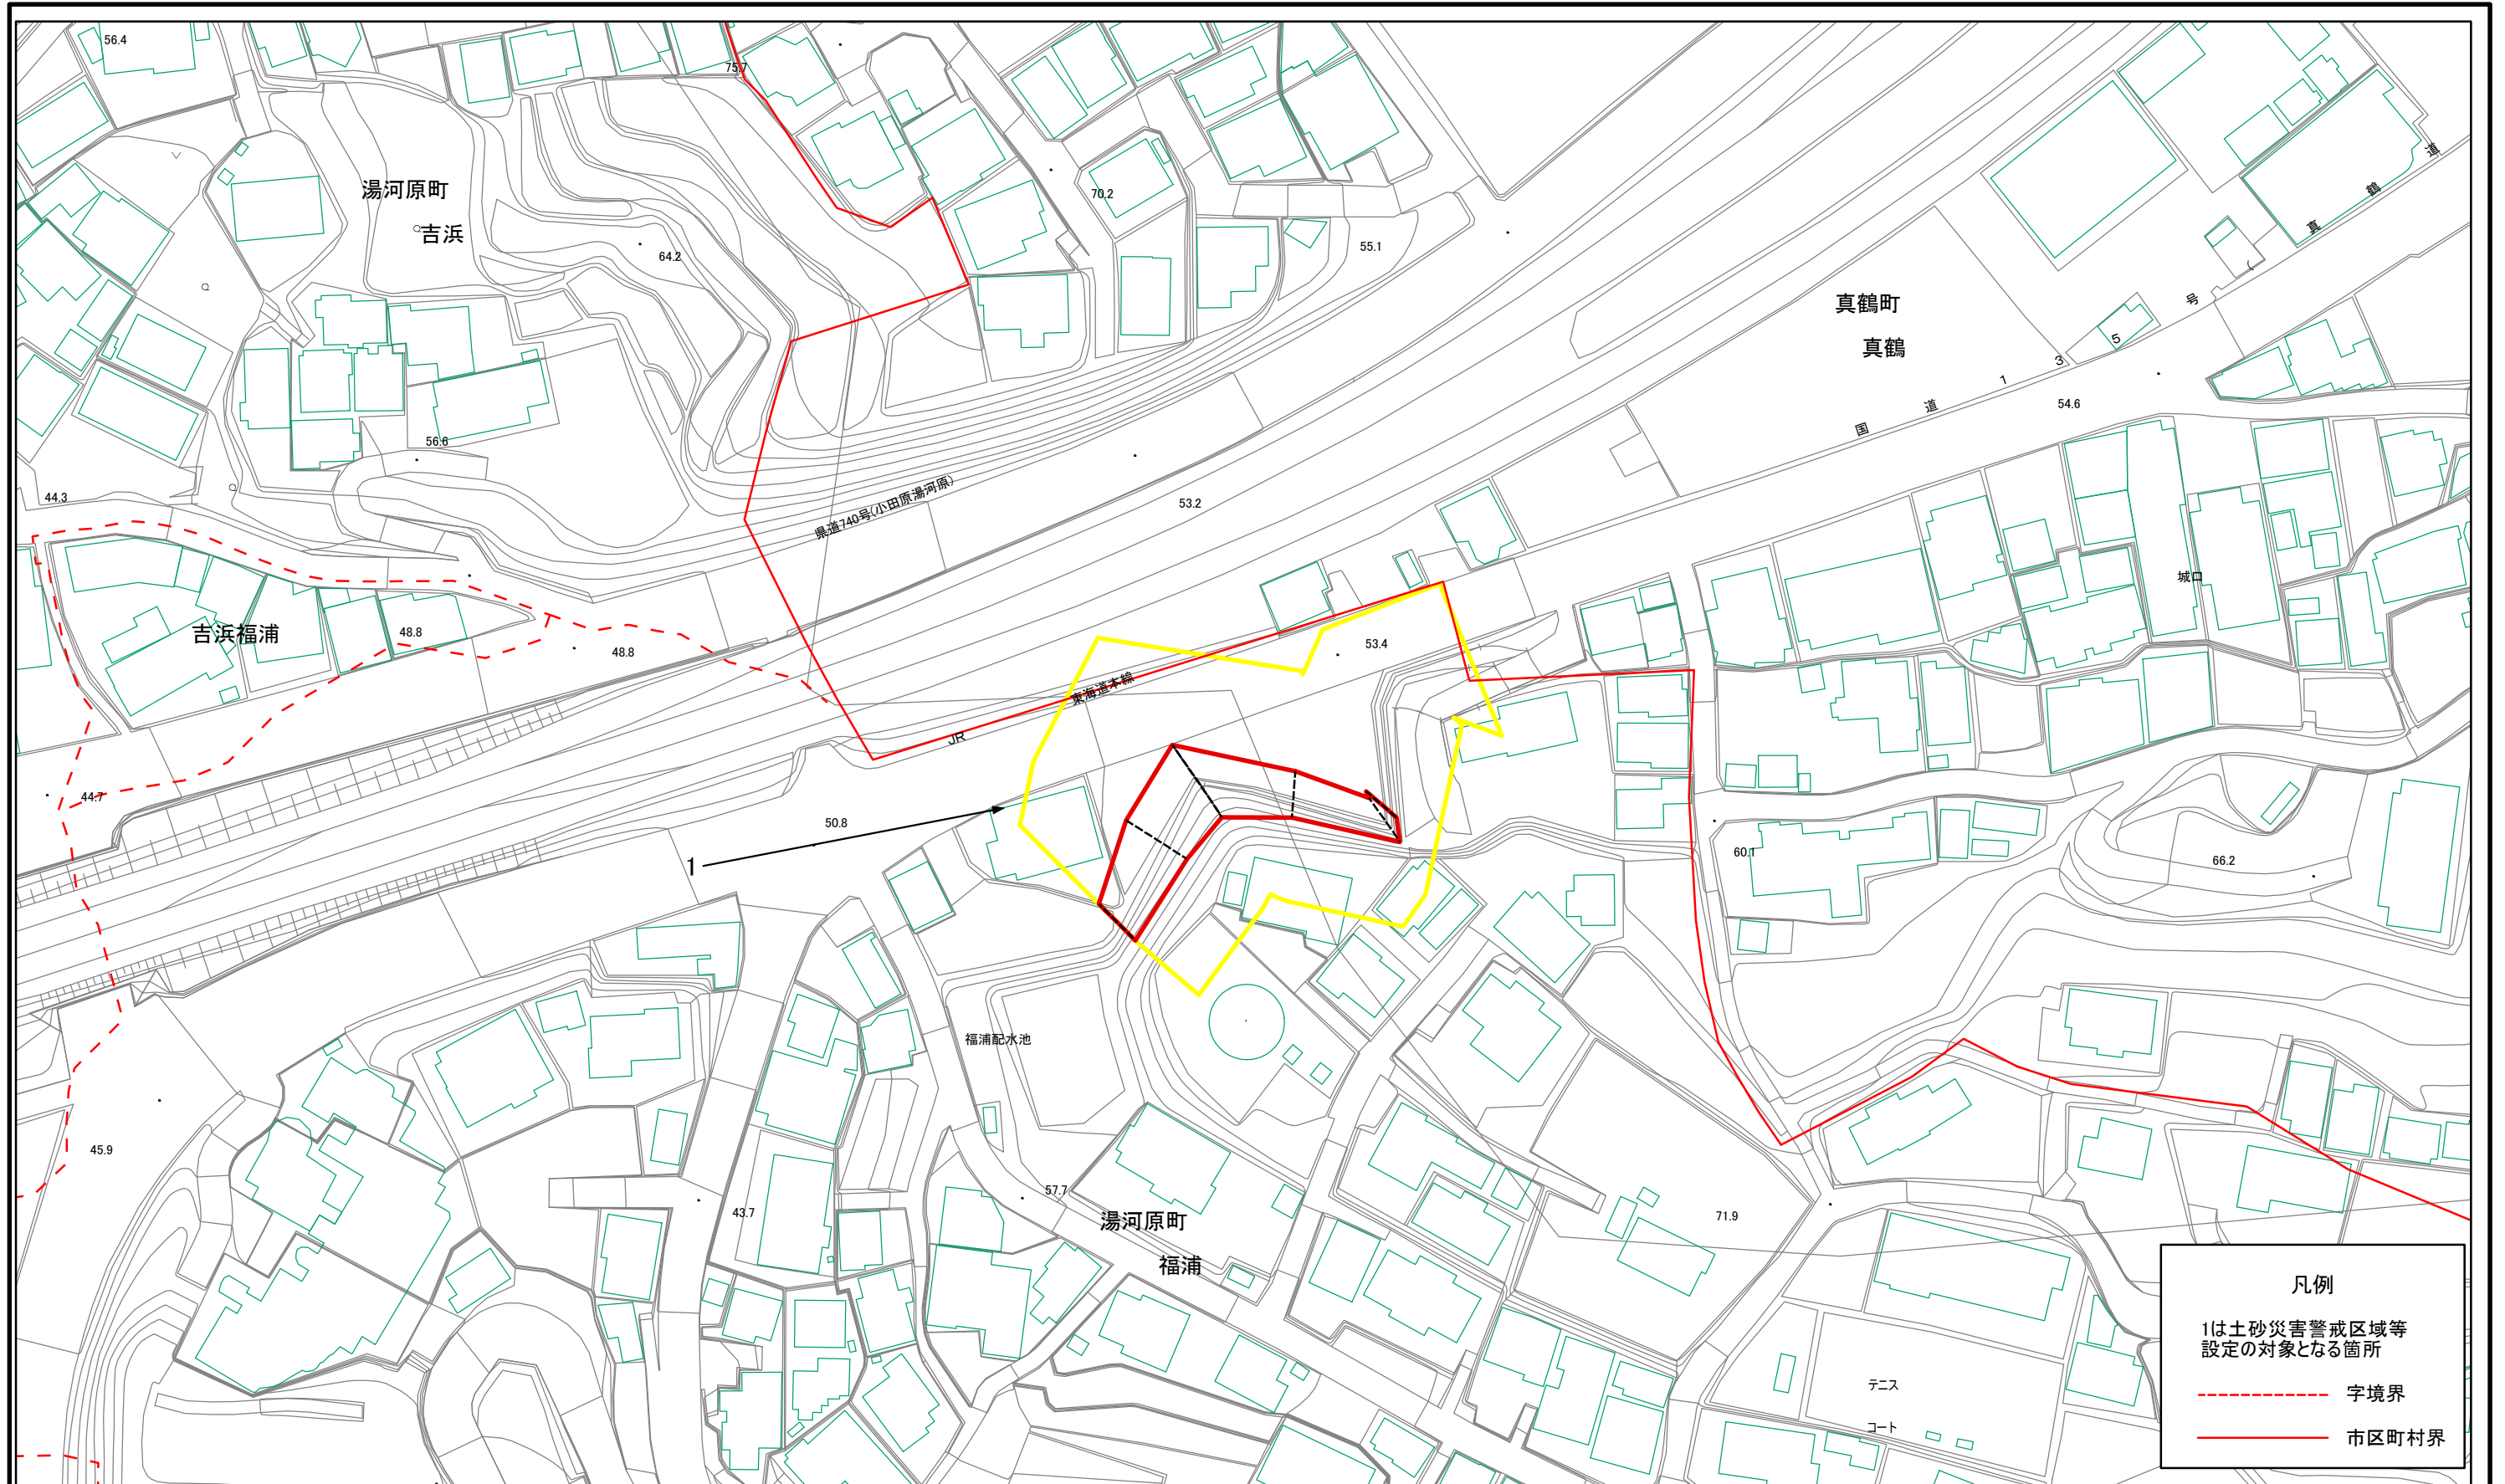 56.4
75.7
湯河原町
吉浜
64.2
70.2
55.1
真鶴町
真鶴
真鶴道
(
国道135号
54.6
56.6
44.3
県道740号(小田原湯河原)
53.2
城口
吉浜福浦
48.8
48.8
53.4
JR 東海道本線
44.7
50.8
1
60.1
66.2
福浦配水池
45.9
43.7
57.7
湯河原町
福浦
71.9
テニス
コート
凡例
1は土砂災害警戒区域等
設定の対象となる箇所
字境界
市区町村界